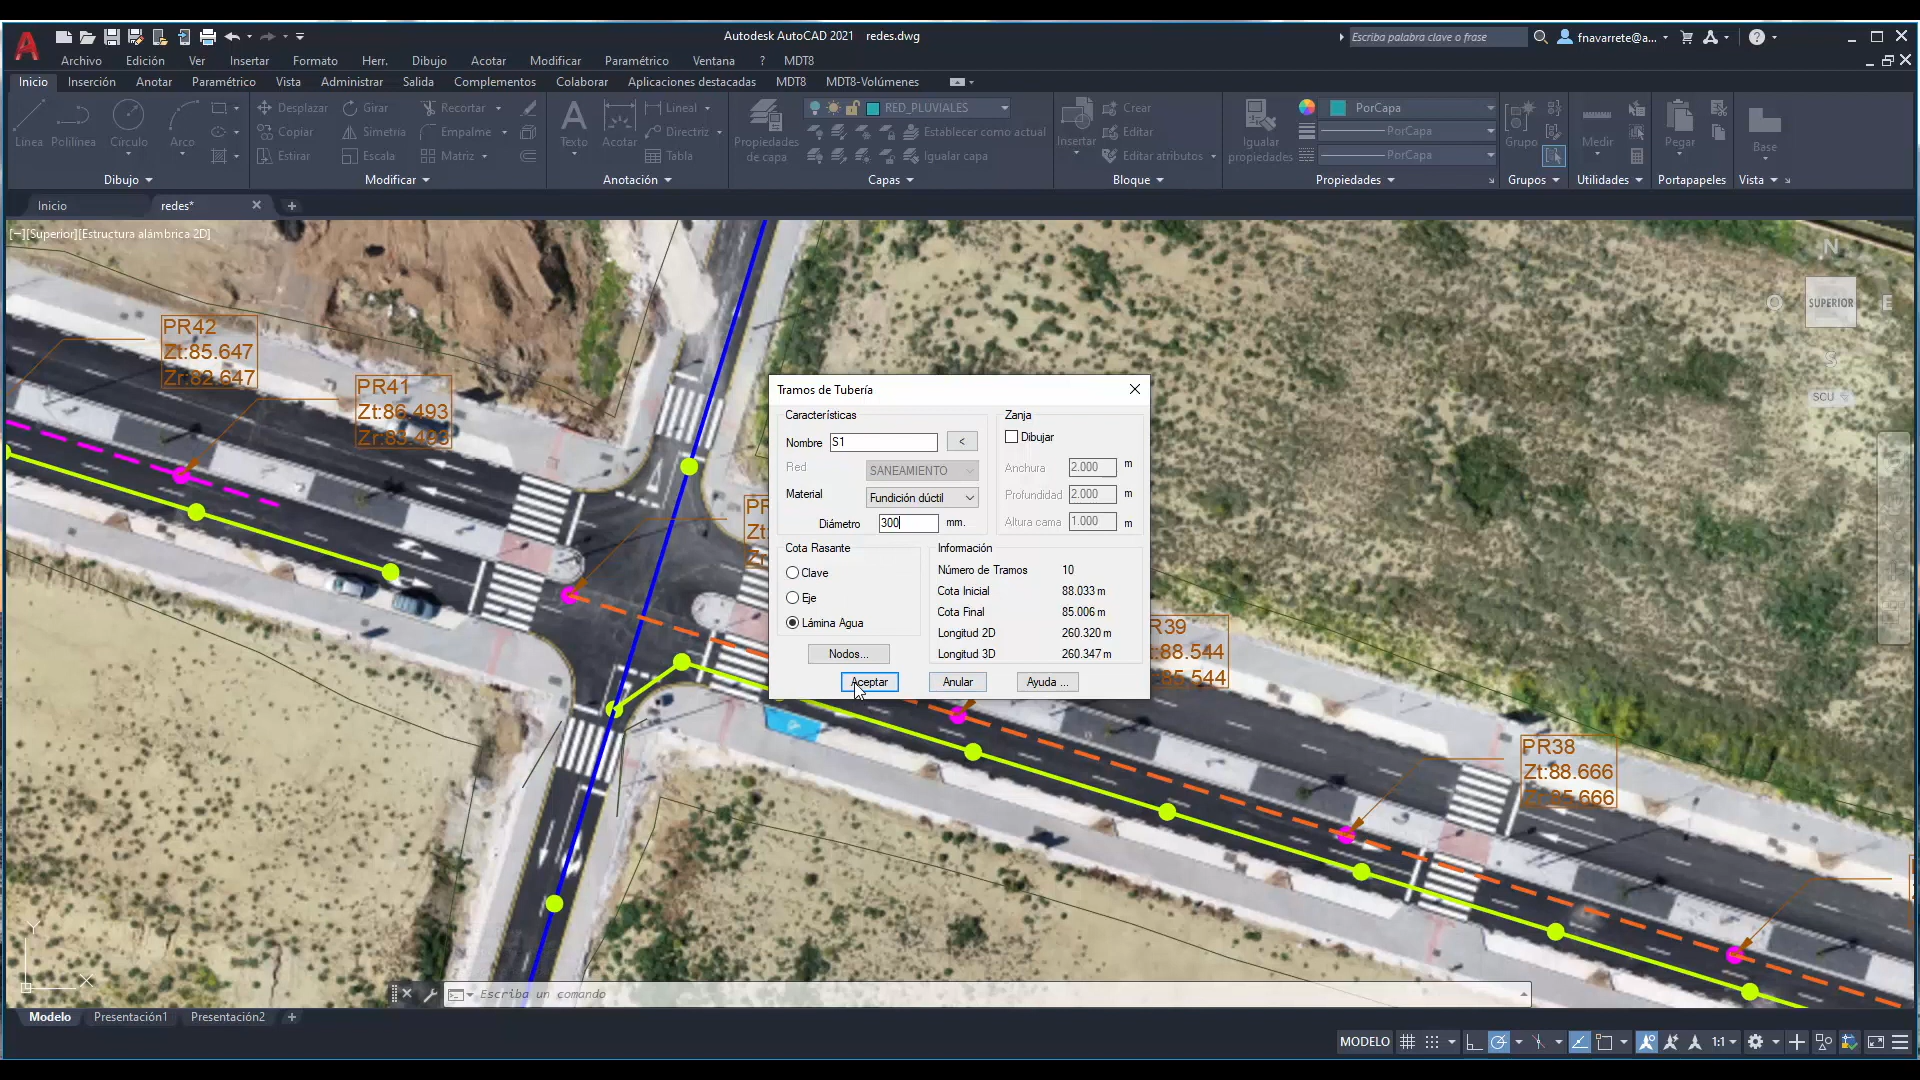 Autodesk AutoCAD 2021 redes.dwg
Escriba palabra clave o frase
fnavarrete@a...
Archivo Edición Ver Insertar Formato Herr. Dibujo Acotar Modificar Paramétrico Ventana ? MDT8
Inicio Inserción Anotar Paramétrico Vista Administrar Salida Complementos Colaborar Aplicaciones destacadas MDT8 MDT8-Volúmenes
Línea Polilínea Círculo Arco
Dibujo
Desplazar Girar Recortar
Copiar Simetría Empalme
Estirar Escala Matriz
Modificar
Texto Acotar
Lineal
Directriz
Tabla
Anotación
Propiedades de capa
RED_PLUVIALES
Establecer como actual
Igualar capa
Capas
Insertar
Crear
Editar
Editar atributos
Bloque
Igualar propiedades
PorCapa
PorCapa
PorCapa
Propiedades
Grupo
Grupos
Medir
Utilidades
Pegar
Portapapeles
Base
Vista
Inicio redes*
[−][Superior][Estructura alámbrica 2D]
N
O SUPERIOR E
S
SCU
PR42
Zt:85.647
Zr:82.647
PR41
Zt:86.493
Zr:83.493
Tramos de Tubería
Características
Nombre S1 <
Red SANEAMIENTO
Material Fundición dúctil
Diámetro 300 mm.
Zanja
Dibujar
Anchura 2.000 m
Profundidad 2.000 m
Altura cama 1.000 m
Cota Rasante
Clave
Eje
Lámina Agua
Nodos...
Información
Número de Tramos 10
Cota Inicial 88.033 m
Cota Final 85.006 m
Longitud 2D 260.320 m
Longitud 3D 260.347 m
Aceptar Anular Ayuda ...
R39
:88.544
:85.544
PR38
Zt:88.666
Zr:85.666
Y
X
Escriba un comando
Modelo Presentación1 Presentación2
MODELO
1:1